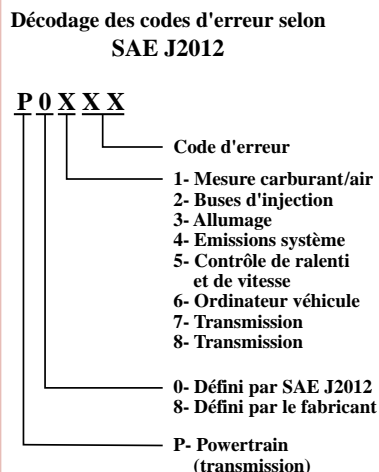 Décodage des codes d'erreur selon
SAE J2012
P 0 X X X
Code d'erreur
1- Mesure carburant/air
2- Buses d'injection
3- Allumage
4- Emissions système
5- Contrôle de ralenti
et de vitesse
6- Ordinateur véhicule
7- Transmission
8- Transmission
0- Défini par SAE J2012
8- Défini par le fabricant
P- Powertrain
(transmission)